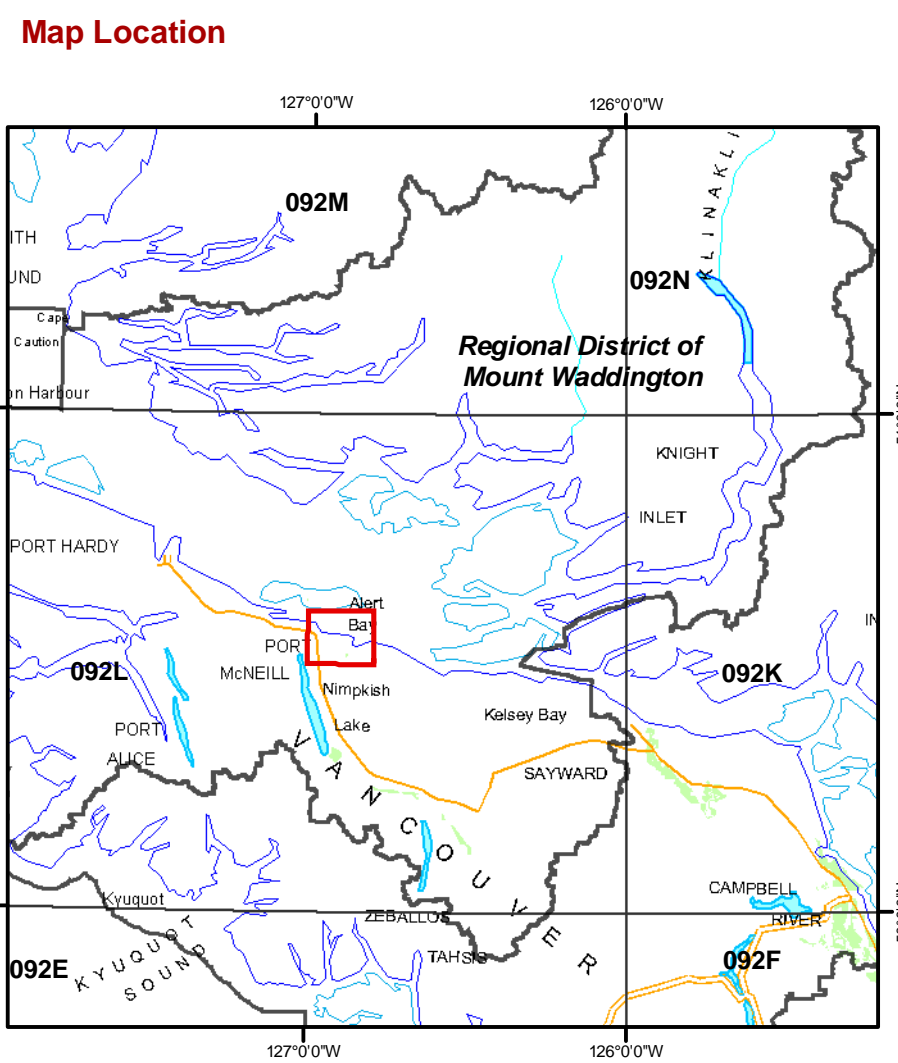 Map Location
127°0'0"W
126°0'0"W
092M
ITH
UND
092N
Cape
Caution
Regional District of
Mount Waddington
on Harbour
KNIGHT
INLET
PORT HARDY
Alert
Bay
PORT
McNEILL
092L
092K
Nimpkish
Lake
Kelsey Bay
PORT
ALICE
SAYWARD
VANCOUVER
CAMPBELL
RIVER
Kyuquot
ZEBALLOS
KYUQUOT
SOUND
TAHSIS
092E
092F
127°0'0"W
126°0'0"W